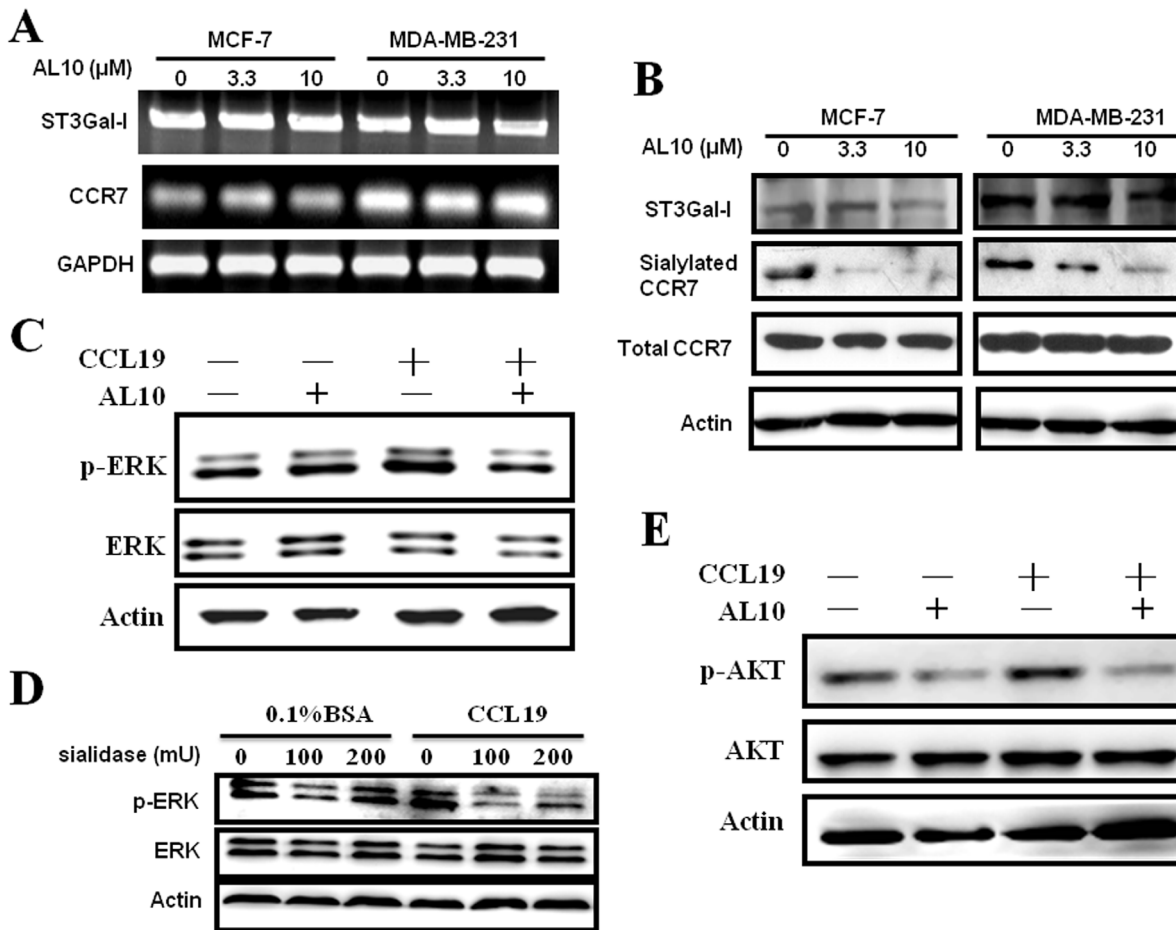 A
MCF-7 MDA-MB-231
AL10 (μM) 0 3.3 10 0 3.3 10
ST3Gal-I
CCR7
GAPDH
B
MCF-7 MDA-MB-231
AL10 (μM) 0 3.3 10 0 3.3 10
ST3Gal-I
Sialylated
CCR7
Total CCR7
Actin
C
CCL19 — — + +
AL10 — + — +
p-ERK
ERK
Actin
D
0.1%BSA CCL19
sialidase (mU) 0 100 200 0 100 200
p-ERK
ERK
Actin
E
CCL19 — — + +
AL10 — + — +
p-AKT
AKT
Actin